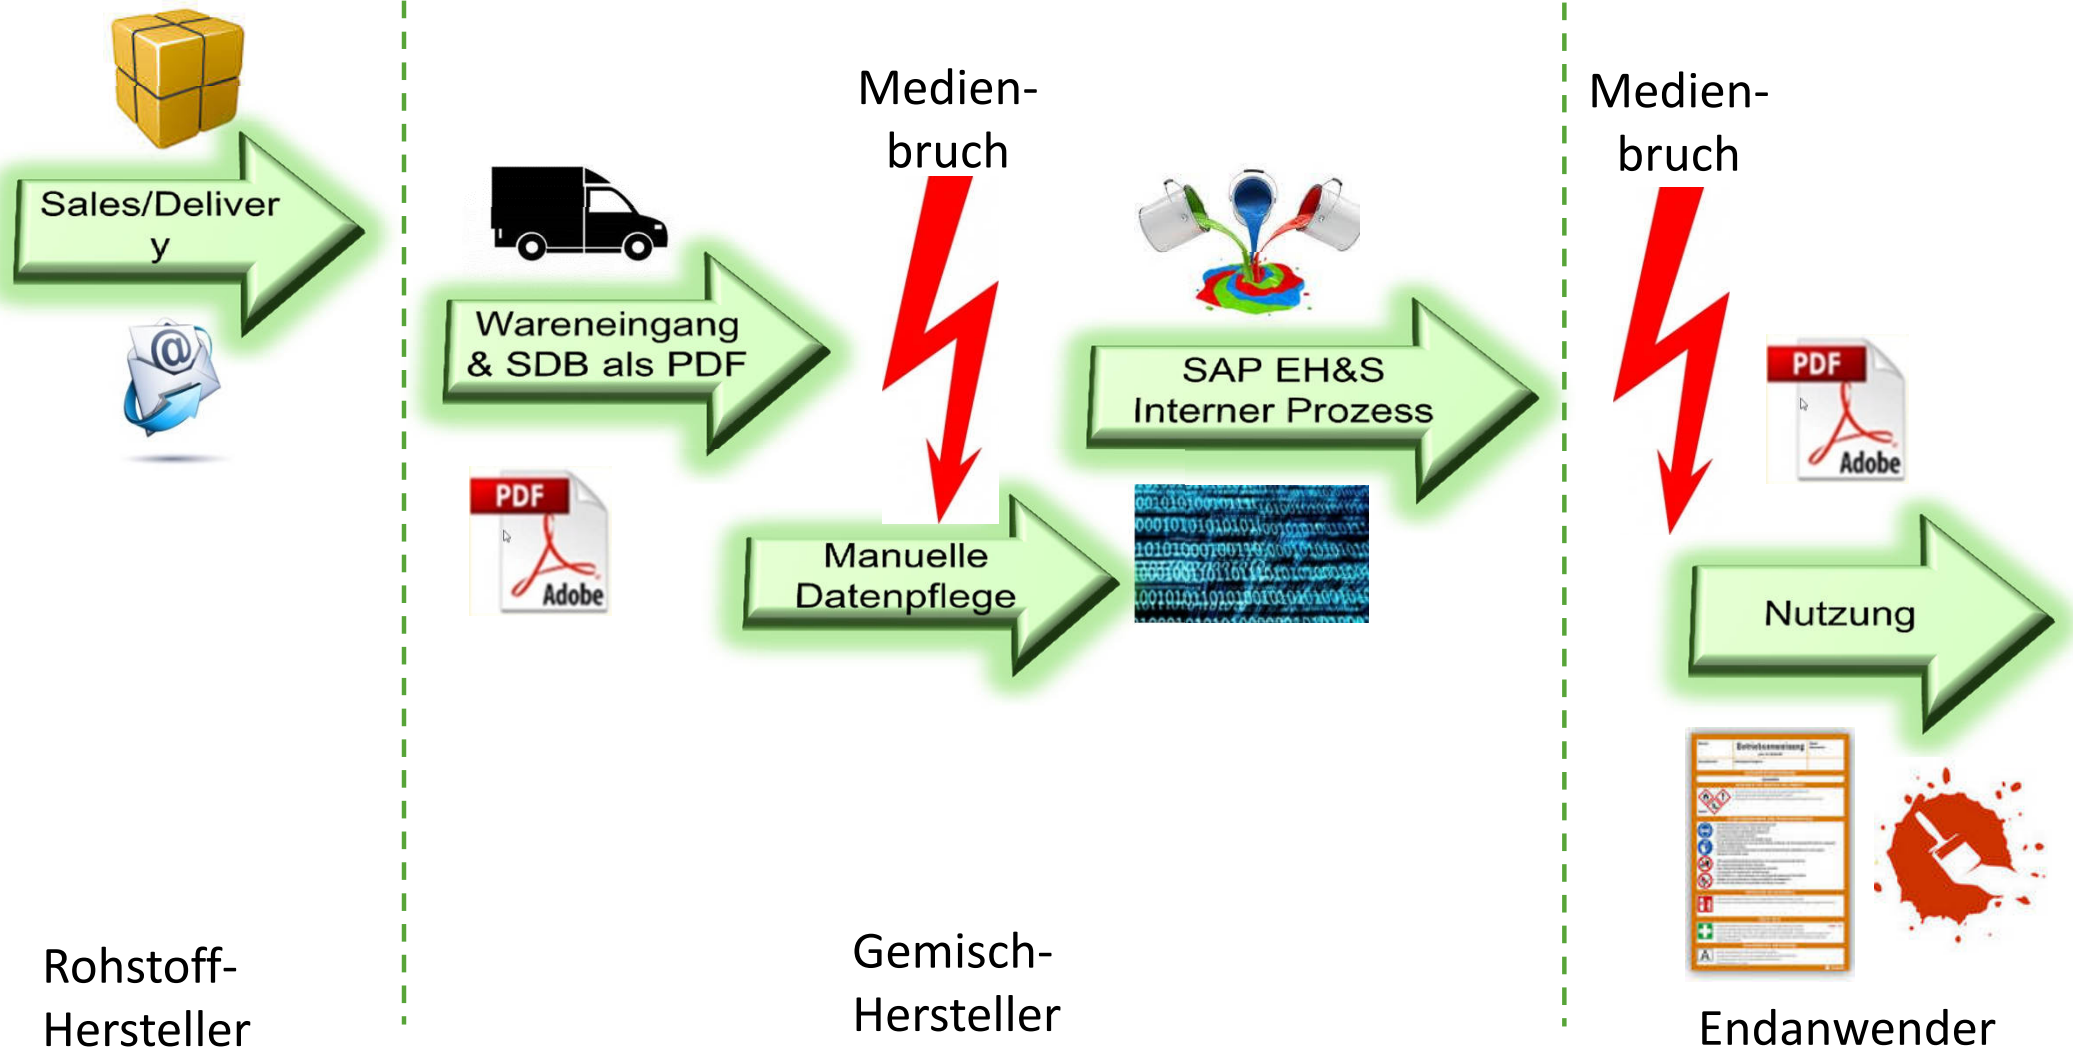 Sales/Deliver
y
@
Wareneingang
& SDB als PDF
PDF
Adobe
Medien-
bruch
Manuelle
Datenpflege
SAP EH&S
Interner Prozess
Medien-
bruch
PDF
Adobe
Nutzung
Betriebsanweisung
Rohstoff-
Hersteller
Gemisch-
Hersteller
Endanwender